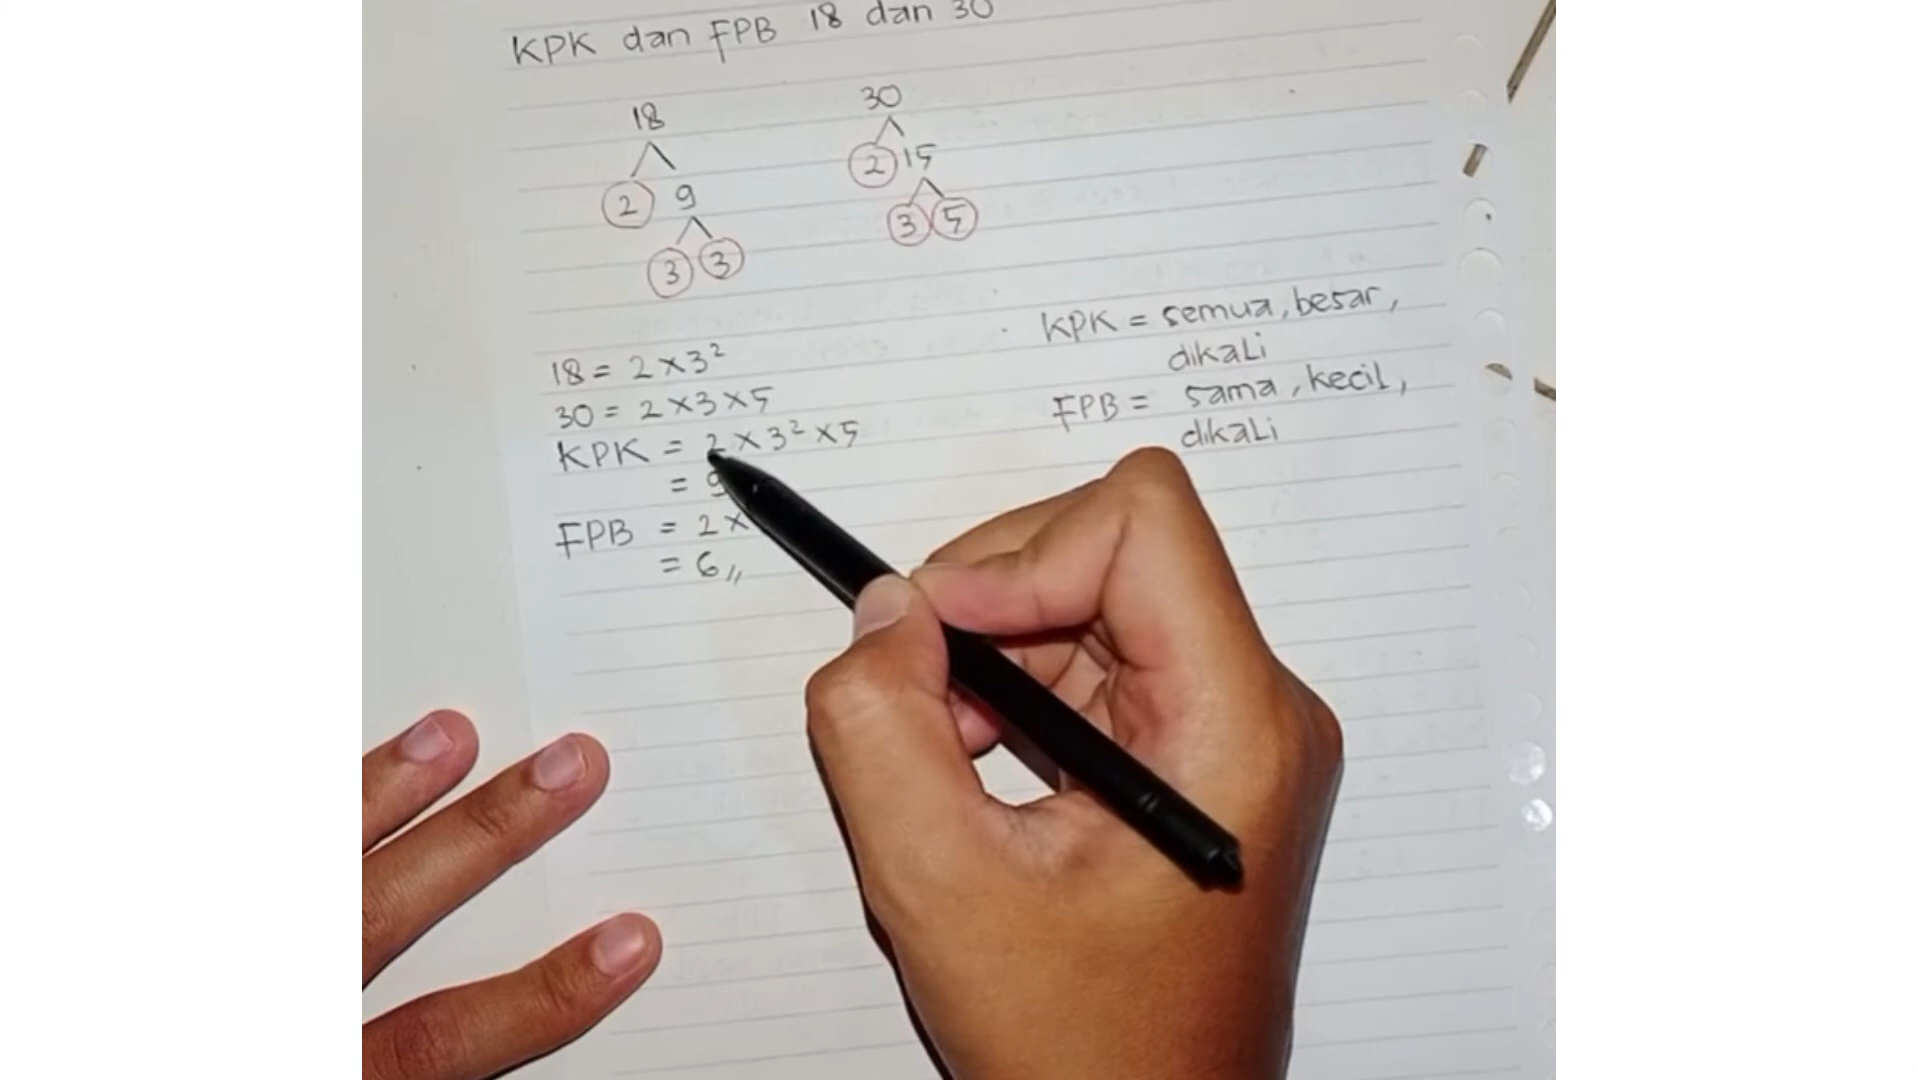 KPK dan FPB 18 dan 30
18 30
2 9 2 15
3 3 3 5
18 = 2 x 3²
30 = 2 x 3 x 5
KPK = 2 x 3² x 5
= 9
FPB = 2 x
= 6,,
KPK = semua, besar,
dikali
FPB = sama, kecil,
dikali